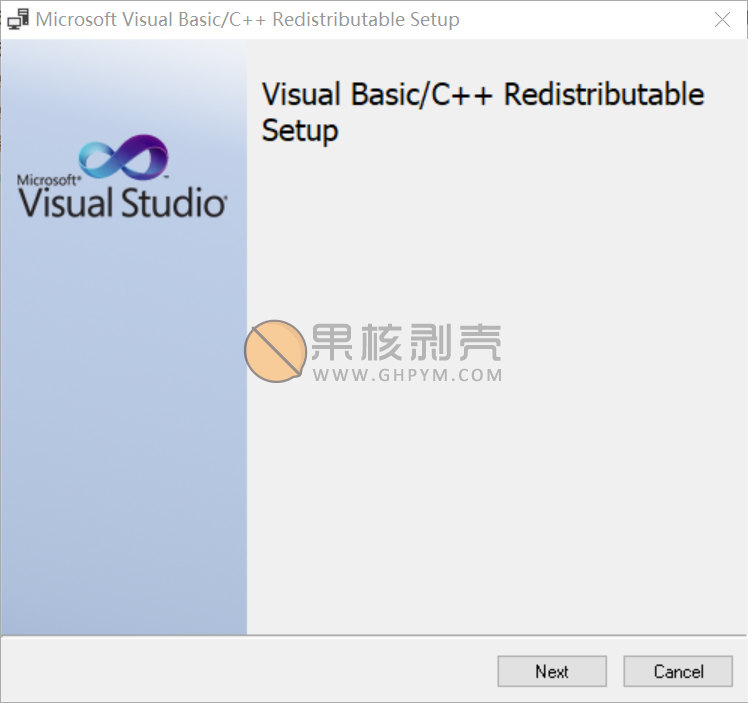 Microsoft Visual Basic/C++ Redistributable Setup
Visual Basic/C++ Redistributable
Setup
Microsoft®
Visual Studio®
果核剥壳
WWW.GHPYM.COM
Next
Cancel